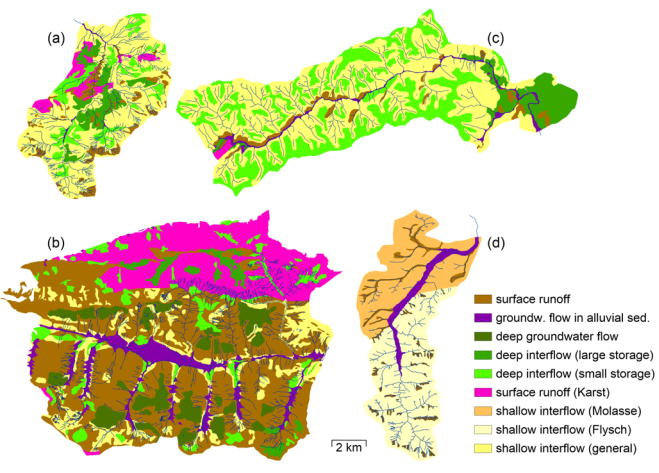 (a)
(c)
(b)
(d)
surface runoff
groundw. flow in alluvial sed.
deep groundwater flow
deep interflow (large storage)
deep interflow (small storage)
surface runoff (Karst)
shallow interflow (Molasse)
shallow interflow (Flysch)
shallow interflow (general)
2 km